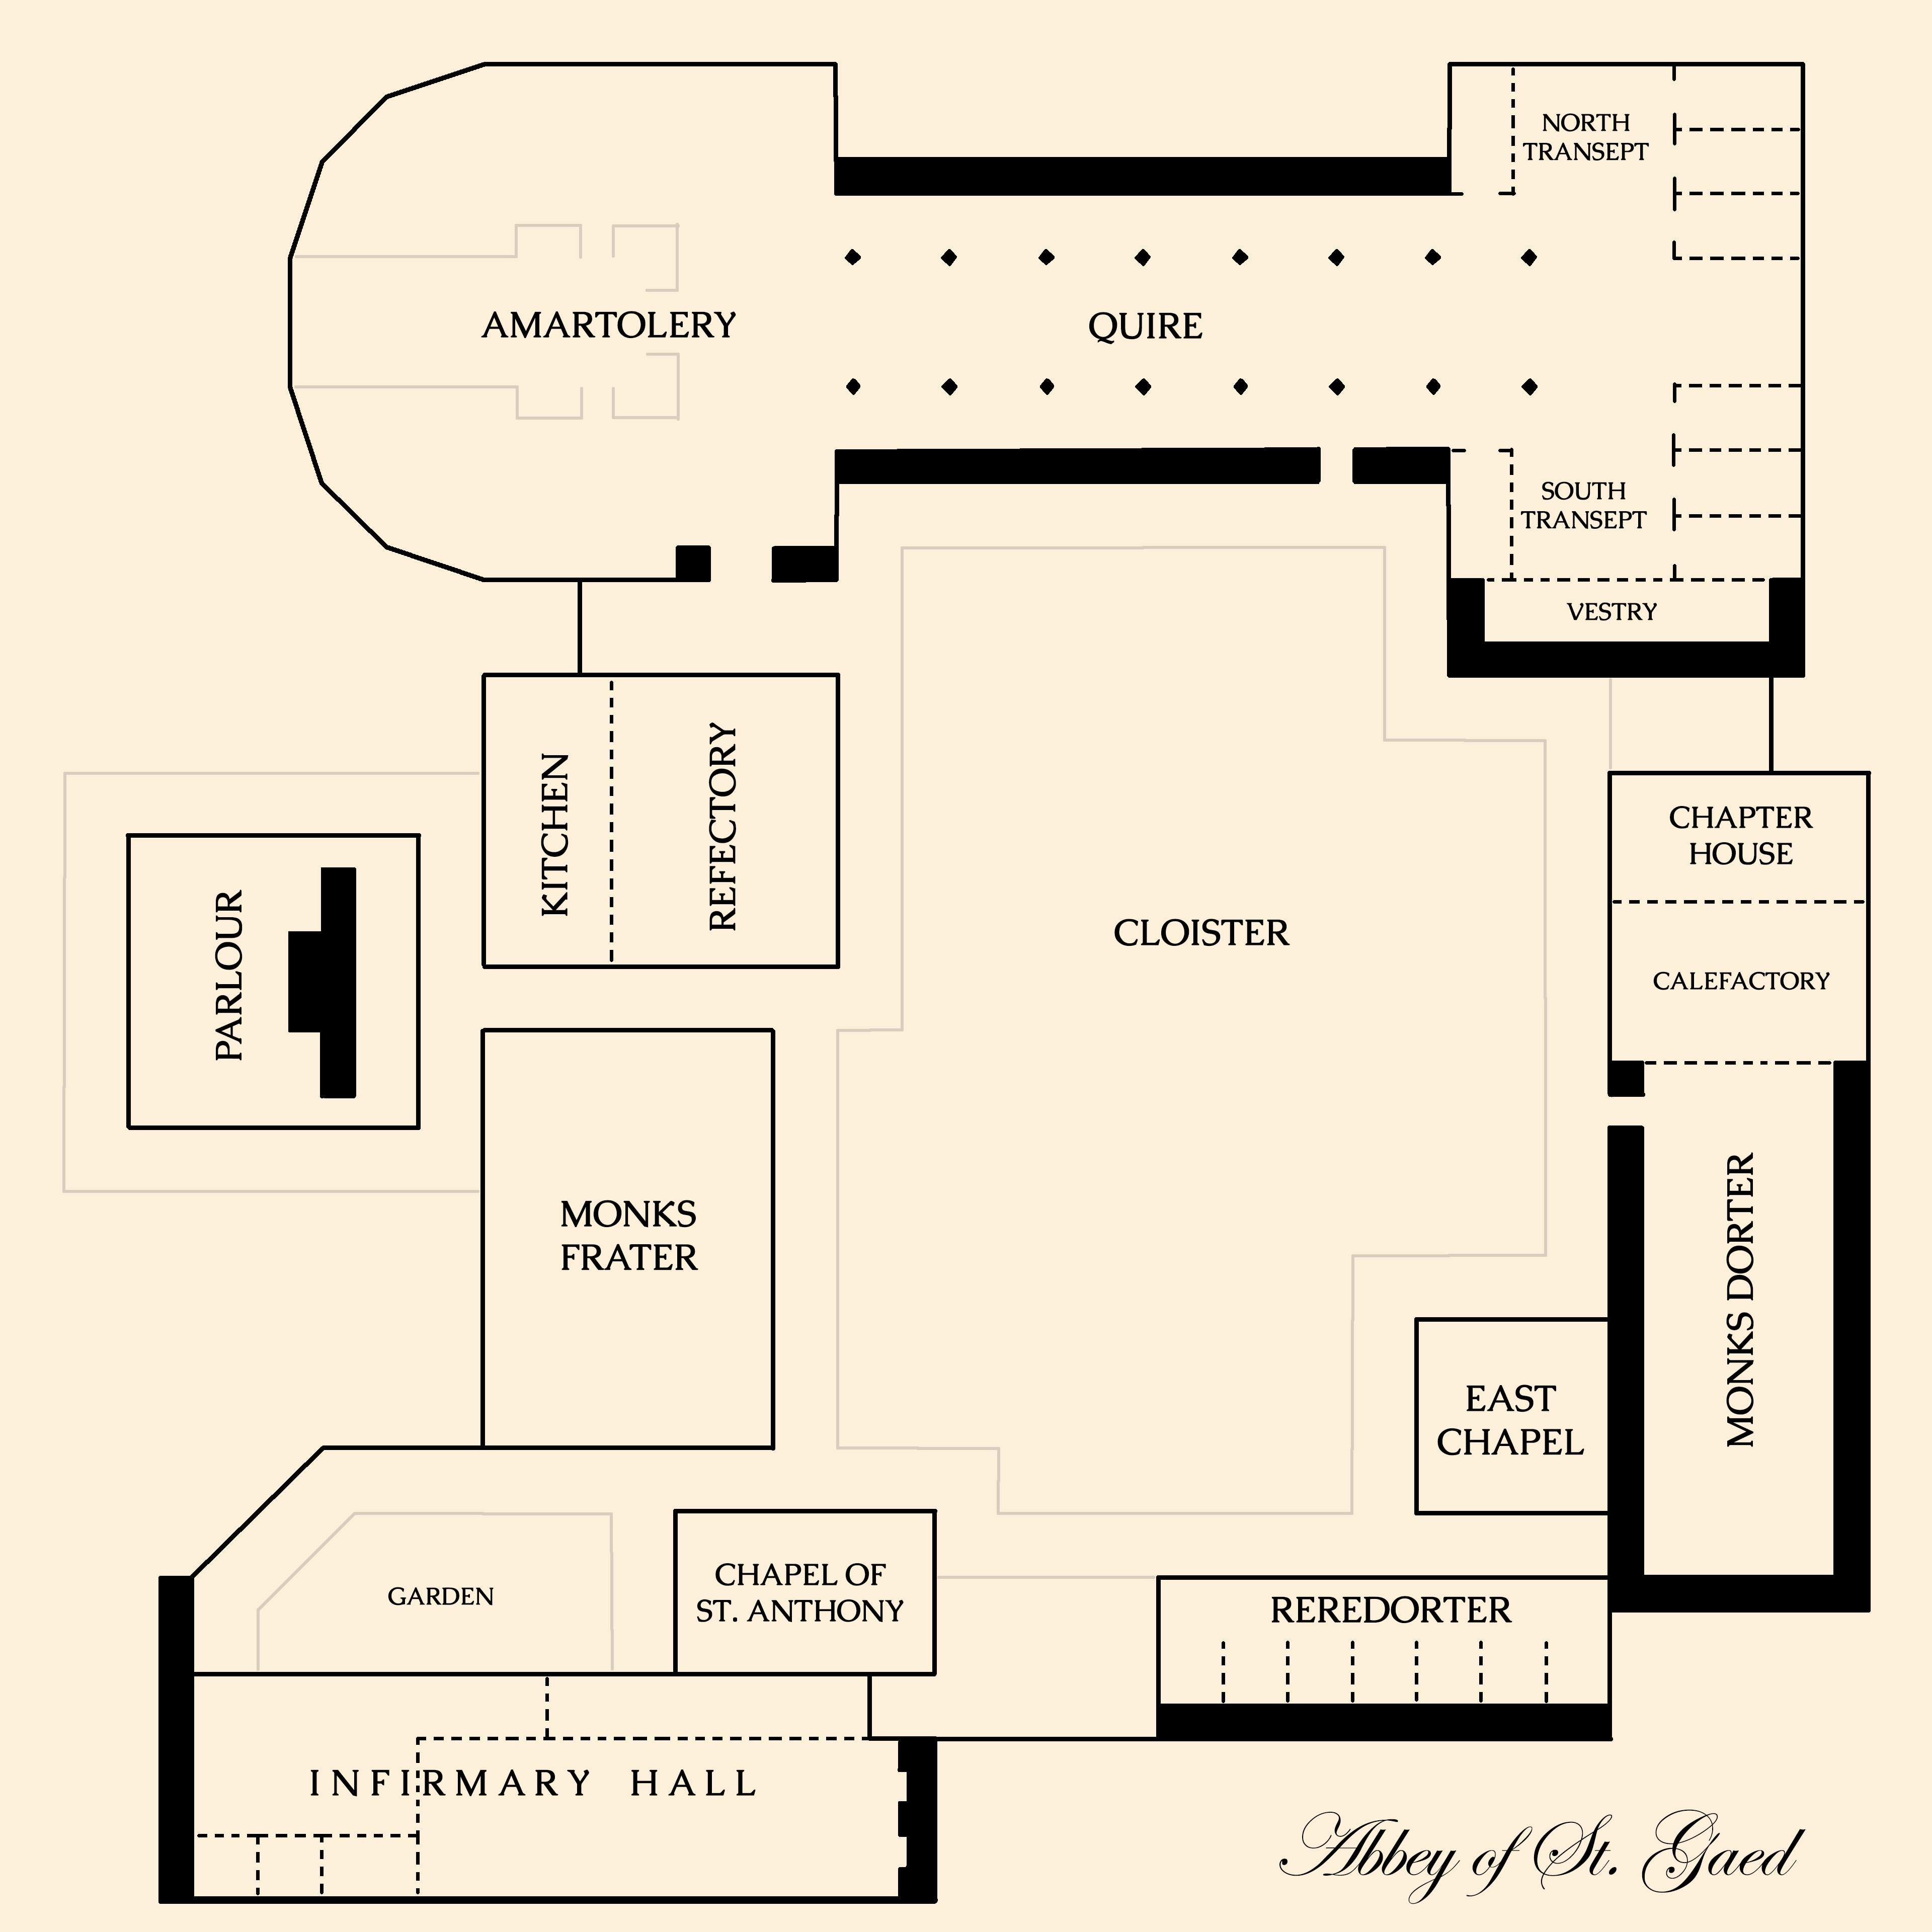 NORTH
TRANSEPT
AMARTOLERY
QUIRE
SOUTH
TRANSEPT
VESTRY
KITCHEN
REFECTORY
CHAPTER
HOUSE
PARLOUR
CLOISTER
CALEFACTORY
MONKS
FRATER
MONKS DORTER
EAST
CHAPEL
GARDEN
CHAPEL OF
ST. ANTHONY
REREDORTER
INFIRMARY HALL
Abbey of St. Gaed